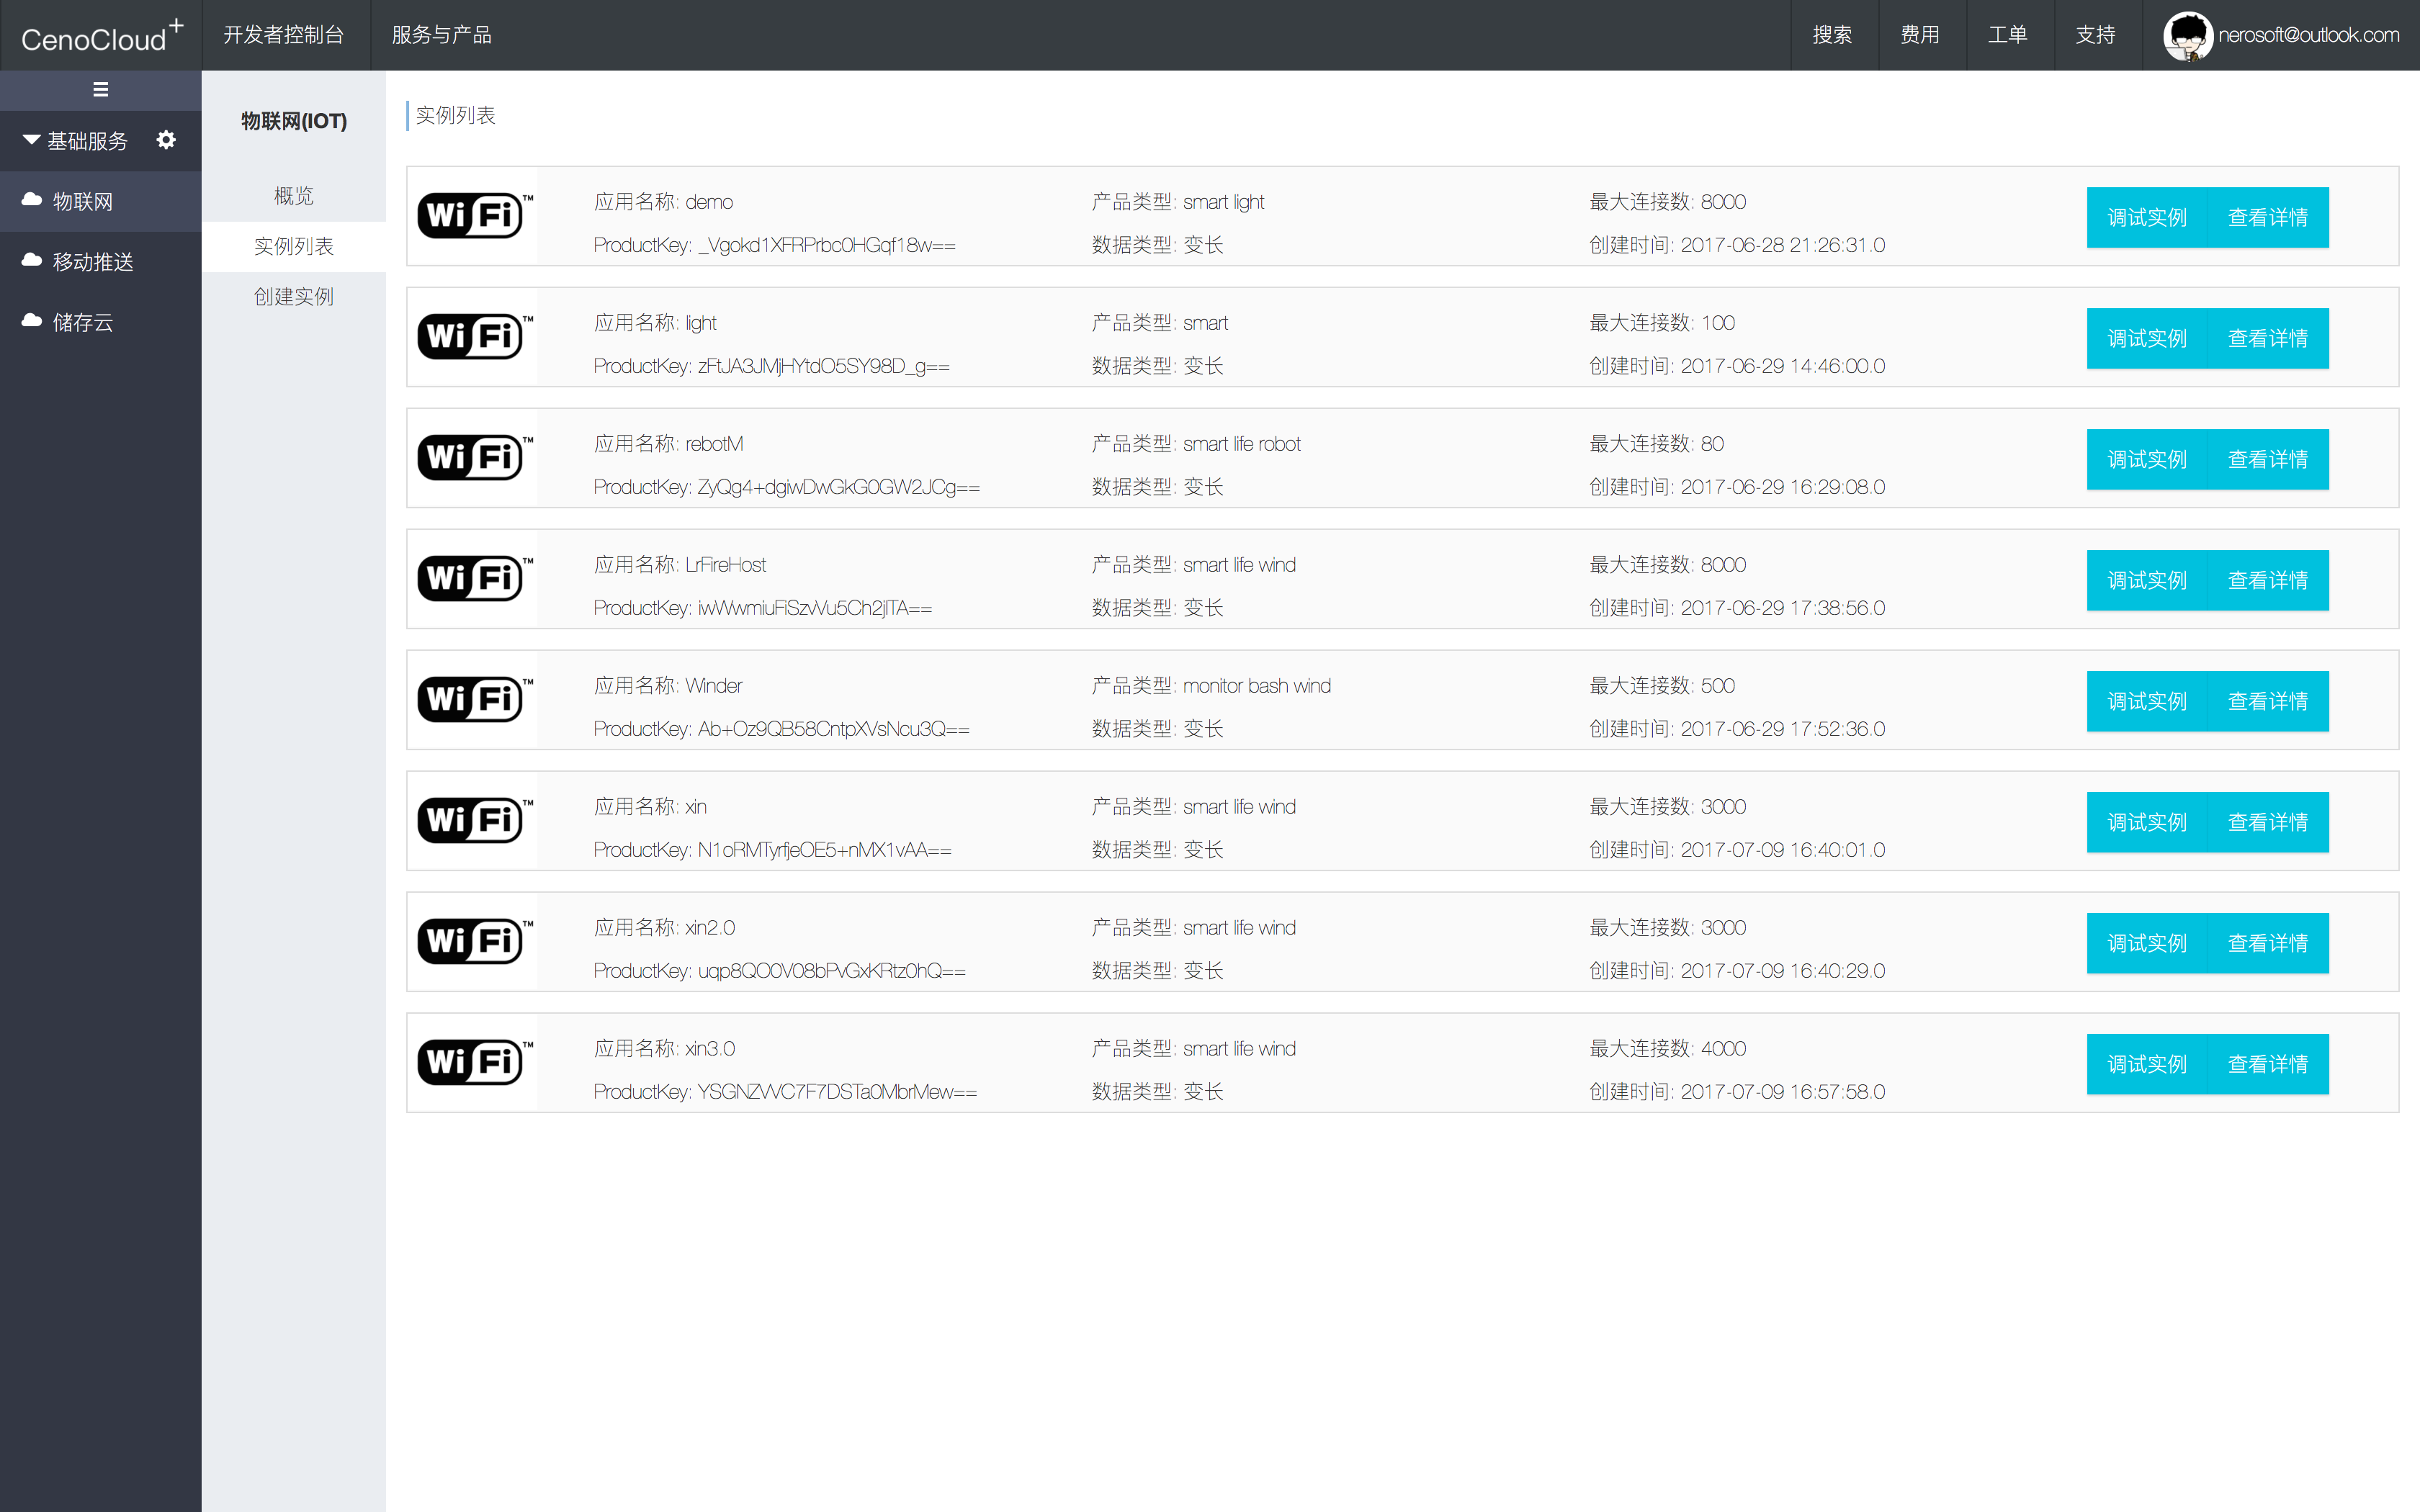 CenoCloud+
开发者控制台
服务与产品
搜索
费用
工单
支持
nerosoft@outlook.com
基础服务
物联网
移动推送
储存云
物联网(IOT)
概览
实例列表
创建实例
实例列表
WiFi™
应用名称: demo
产品类型: smart light
最大连接数: 8000
ProductKey: _Vgokd1XFRPrbc0HGqf18w==
数据类型: 变长
创建时间: 2017-06-28 21:26:31.0
调试实例
查看详情
WiFi™
应用名称: light
产品类型: smart
最大连接数: 100
ProductKey: zFtJA3JMjHYtdO5SY98D_g==
数据类型: 变长
创建时间: 2017-06-29 14:46:00.0
调试实例
查看详情
WiFi™
应用名称: rebotM
产品类型: smart life robot
最大连接数: 80
ProductKey: ZyQg4+dgiwDwGkG0GW2JCg==
数据类型: 变长
创建时间: 2017-06-29 16:29:08.0
调试实例
查看详情
WiFi™
应用名称: LrFireHost
产品类型: smart life wind
最大连接数: 8000
ProductKey:
数据类型: 变长
创建时间: 2017-06-29 17:38:56.0
调试实例
查看详情
WiFi™
应用名称: Winder
产品类型: monitor bash wind
最大连接数: 500
ProductKey: Ab+Oz9QB58CntpXVsNcu3Q==
数据类型: 变长
创建时间: 2017-06-29 17:52:36.0
调试实例
查看详情
WiFi™
应用名称: xin
产品类型: smart life wind
最大连接数: 3000
ProductKey: N1oRMTyrfjeOE5+nMX1vAA==
数据类型: 变长
创建时间: 2017-07-09 16:40:01.0
调试实例
查看详情
WiFi™
应用名称: xin2.0
产品类型: smart life wind
最大连接数: 3000
ProductKey: uqp8QO0V08bPvGxKRtz0hQ==
数据类型: 变长
创建时间: 2017-07-09 16:40:29.0
调试实例
查看详情
WiFi™
应用名称: xin3.0
产品类型: smart life wind
最大连接数: 4000
ProductKey:
数据类型: 变长
创建时间: 2017-07-09 16:57:58.0
调试实例
查看详情